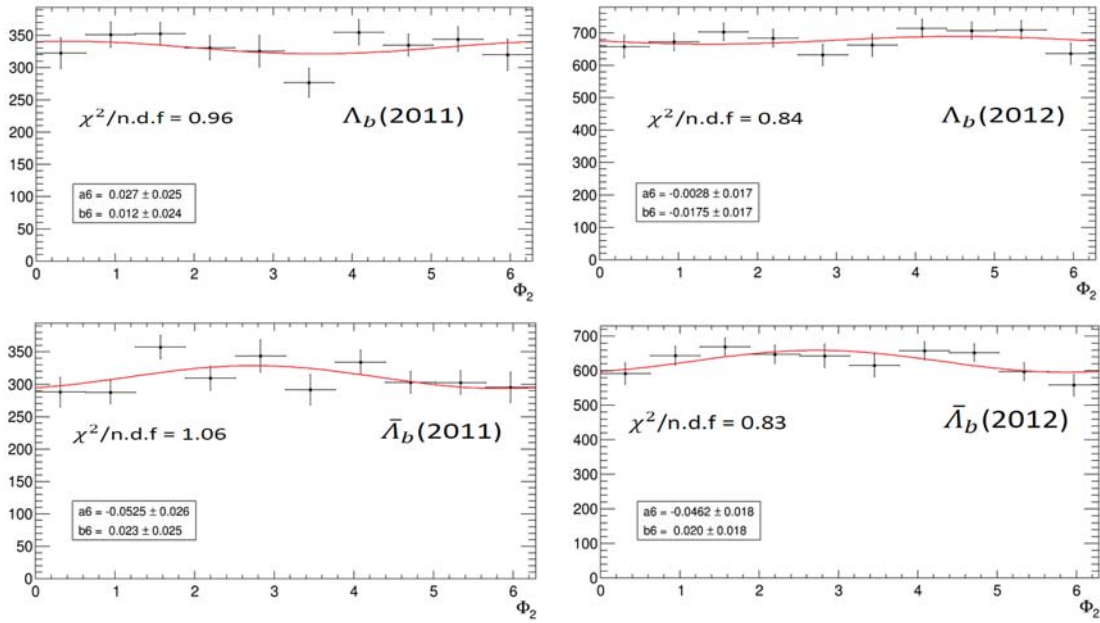 350
300
250
200
150
100
50
0
χ²/n.d.f = 0.96
Λb(2011)
a6 = 0.027 ± 0.025
b6 = 0.012 ± 0.024
0 1 2 3 4 5 6
Φ2
700
600
500
400
300
200
100
0
χ²/n.d.f = 0.84
Λb(2012)
a6 = -0.0028 ± 0.017
b6 = -0.0175 ± 0.017
0 1 2 3 4 5 6
Φ2
350
300
250
200
150
100
50
0
χ²/n.d.f = 1.06
Λ̄b(2011)
a6 = -0.0525 ± 0.026
b6 = 0.023 ± 0.025
0 1 2 3 4 5 6
Φ2
700
600
500
400
300
200
100
0
χ²/n.d.f = 0.83
Λ̄b(2012)
a6 = -0.0462 ± 0.018
b6 = 0.020 ± 0.018
0 1 2 3 4 5 6
Φ2